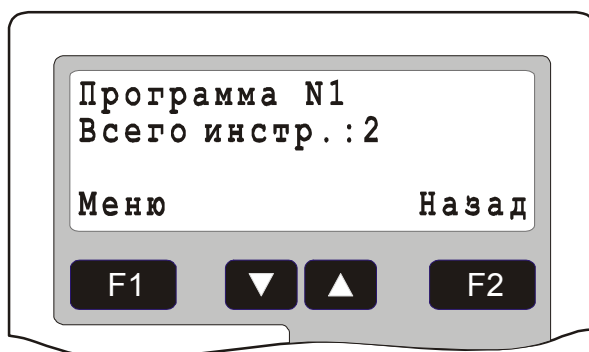 Программа N1
Всего инстр.:2
Меню Назад
F1 ▼ ▲ F2